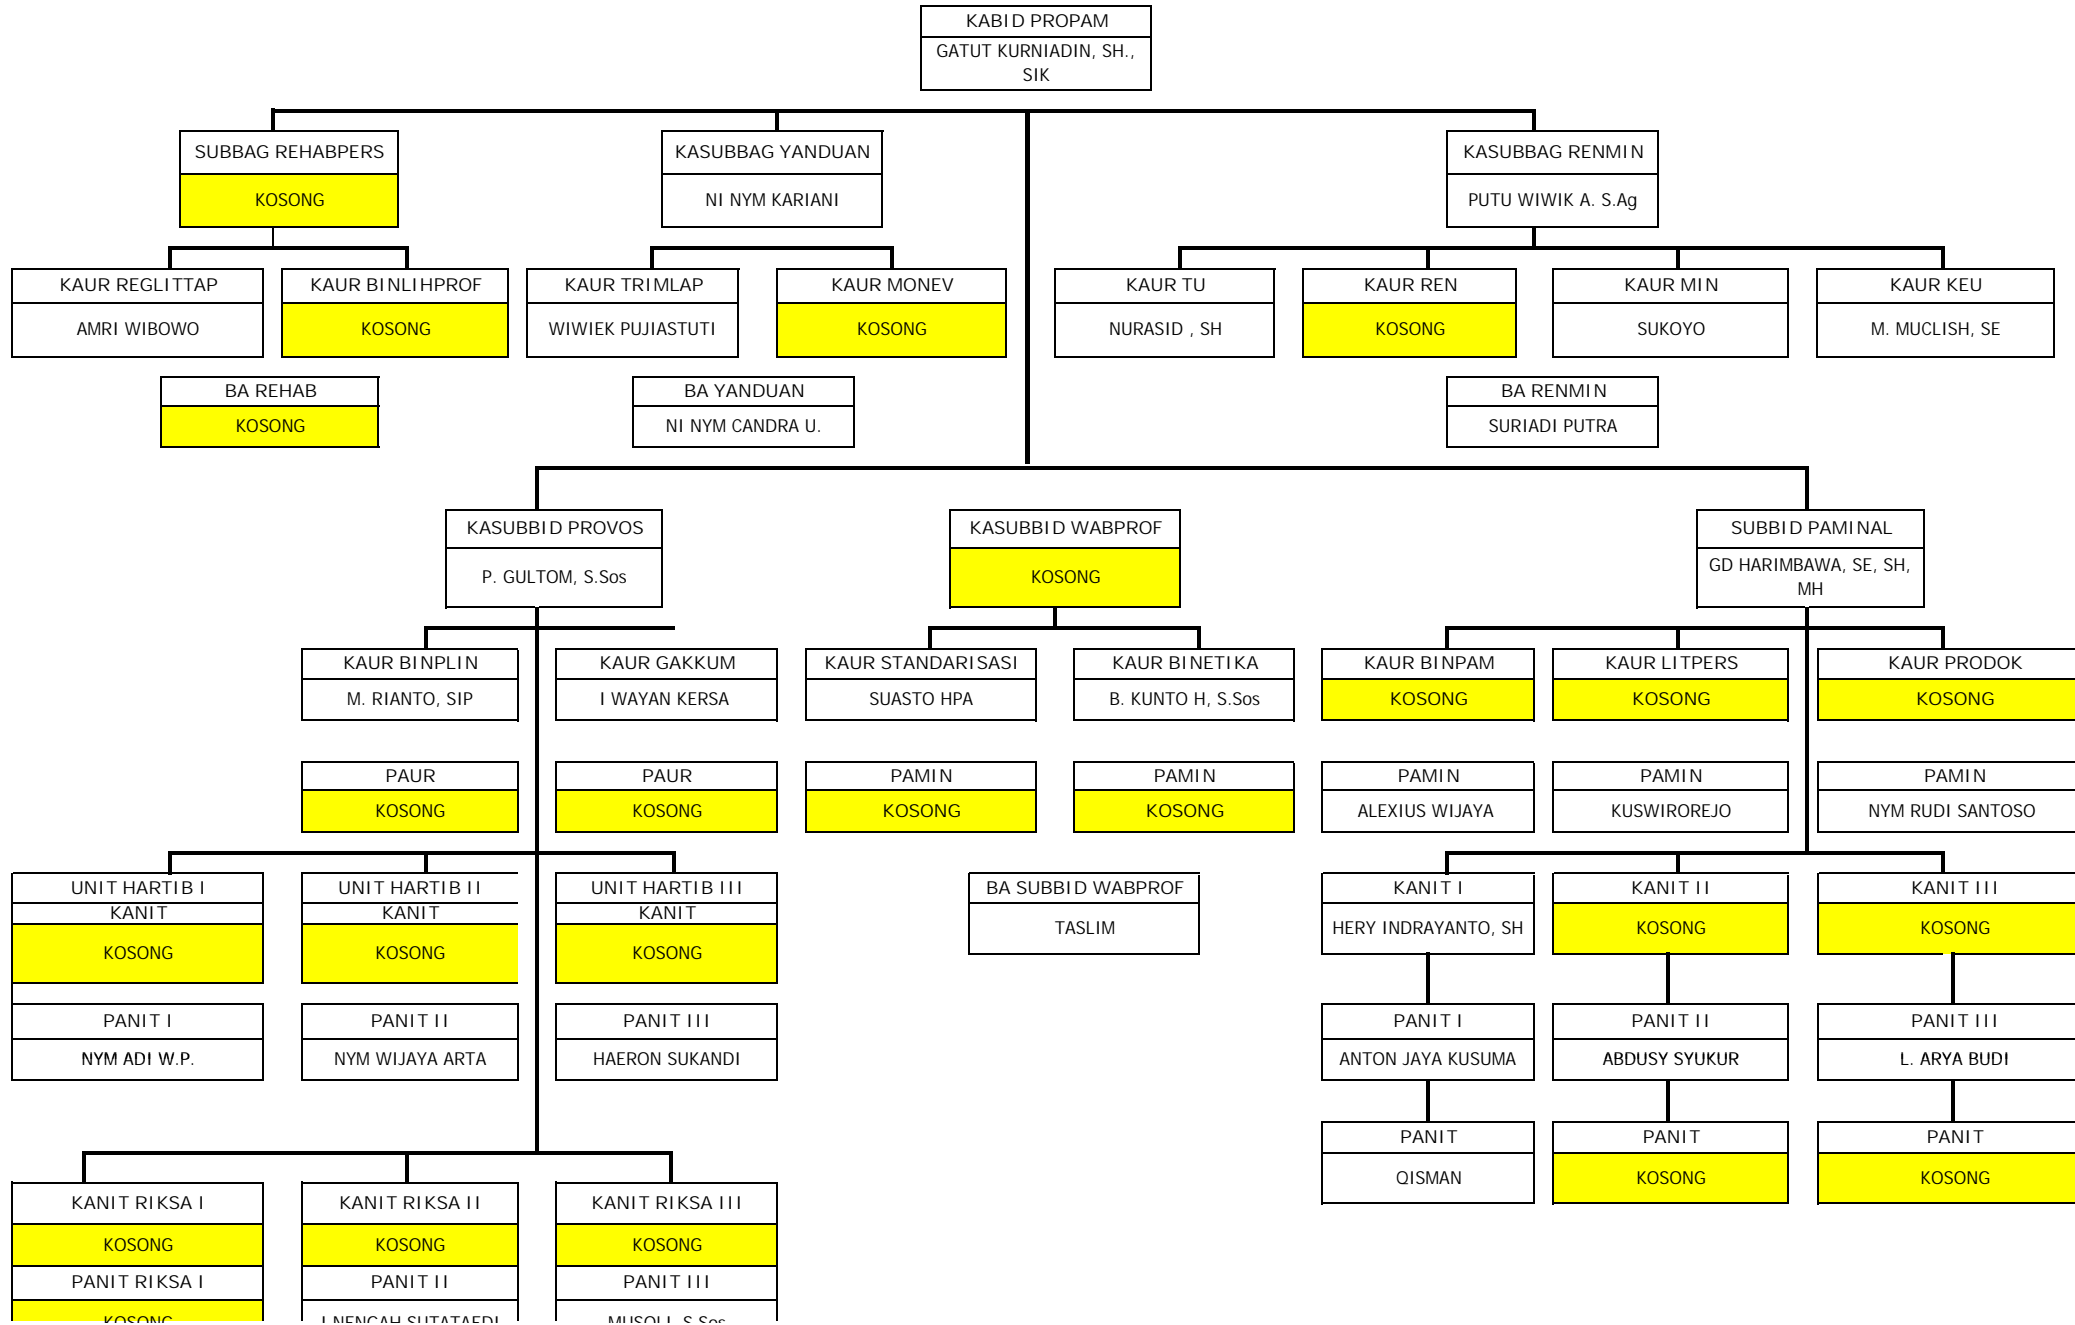 KABID PROPAM
GATUT KURNIADIN, SH.,
SIK
SUBBAG REHABPERS
KOSONG
KASUBBAG YANDUAN
NI NYM KARIANI
KASUBBAG RENMIN
PUTU WIWIK A. S.Ag
KAUR REGLITTAP
AMRI WIBOWO
KAUR BINLIHPROF
KOSONG
KAUR TRIMLAP
WIWIEK PUJIASTUTI
KAUR MONEV
KOSONG
KAUR TU
NURASID , SH
KAUR REN
KOSONG
KAUR MIN
SUKOYO
KAUR KEU
M. MUCLISH, SE
BA REHAB
KOSONG
BA YANDUAN
NI NYM CANDRA U.
BA RENMIN
SURIADI PUTRA
KASUBBID PROVOS
P. GULTOM, S.Sos
KASUBBID WABPROF
KOSONG
SUBBID PAMINAL
GD HARIMBAWA, SE, SH,
MH
KAUR BINPLIN
M. RIANTO, SIP
KAUR GAKKUM
I WAYAN KERSA
KAUR STANDARISASI
SUASTO HPA
KAUR BINETIKA
B. KUNTO H, S.Sos
KAUR BINPAM
KOSONG
KAUR LITPERS
KOSONG
KAUR PRODOK
KOSONG
PAUR
KOSONG
PAUR
KOSONG
PAMIN
KOSONG
PAMIN
KOSONG
PAMIN
ALEXIUS WIJAYA
PAMIN
KUSWIROREJO
PAMIN
NYM RUDI SANTOSO
UNIT HARTIB I
KANIT
KOSONG
UNIT HARTIB II
KANIT
KOSONG
UNIT HARTIB III
KANIT
KOSONG
BA SUBBID WABPROF
TASLIM
KANIT I
HERY INDRAYANTO, SH
KANIT II
KOSONG
KANIT III
KOSONG
PANIT I
NYM ADI W.P.
PANIT II
NYM WIJAYA ARTA
PANIT III
HAERON SUKANDI
PANIT I
ANTON JAYA KUSUMA
PANIT II
ABDUSY SYUKUR
PANIT III
L. ARYA BUDI
PANIT
QISMAN
PANIT
KOSONG
PANIT
KOSONG
KANIT RIKSA I
KOSONG
KANIT RIKSA II
KOSONG
KANIT RIKSA III
KOSONG
PANIT RIKSA I
KOSONG
PANIT II
I NENGAH SUTATAEDI
PANIT III
MUSOLI, S.Sos